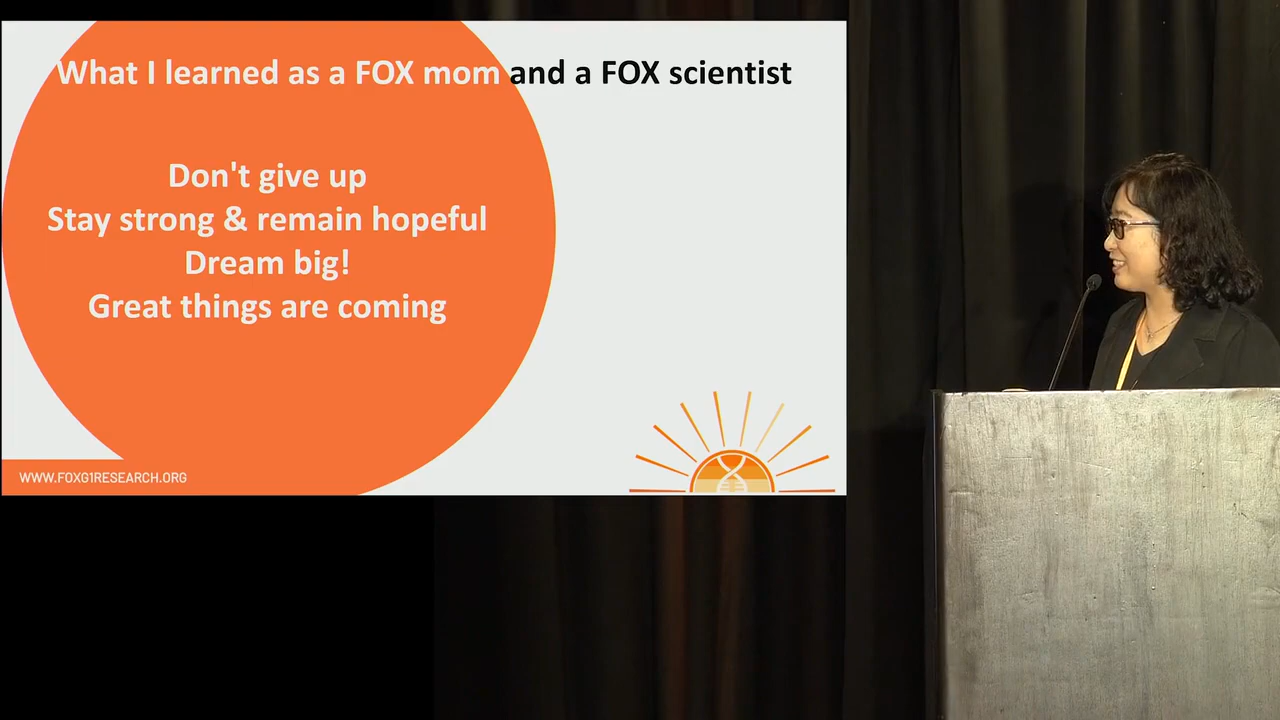 What I learned as a FOX mom and a FOX scientist
Don't give up
Stay strong & remain hopeful
Dream big!
Great things are coming
WWW.FOXG1RESEARCH.ORG